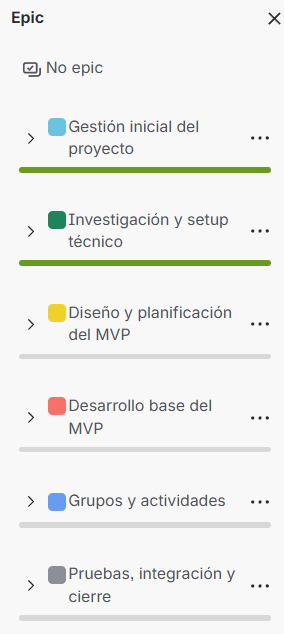 Epic
No epic
Gestión inicial del
proyecto
Investigación y setup
técnico
Diseño y planificación
del MVP
Desarrollo base del
MVP
Grupos y actividades
Pruebas, integración y
cierre